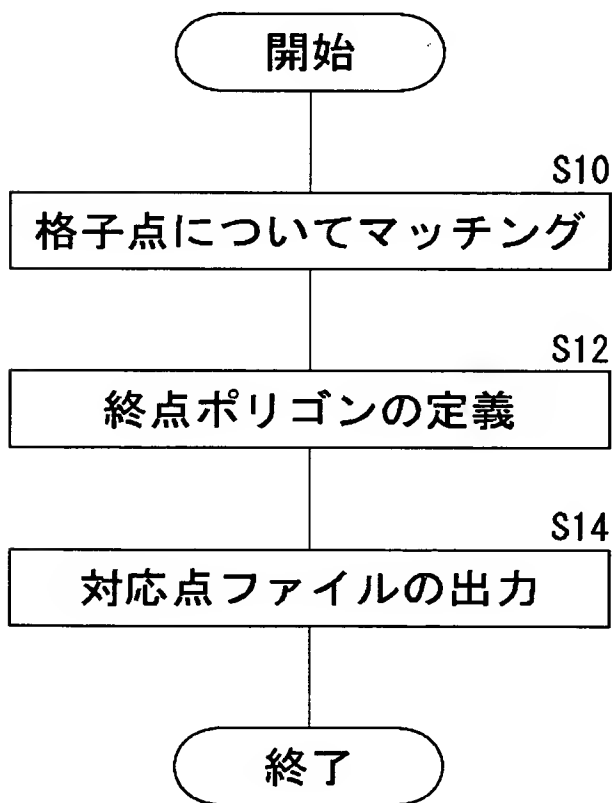 開始
S10
格子点についてマッチング
S12
終点ポリゴンの定義
S14
対応点ファイルの出力
終了